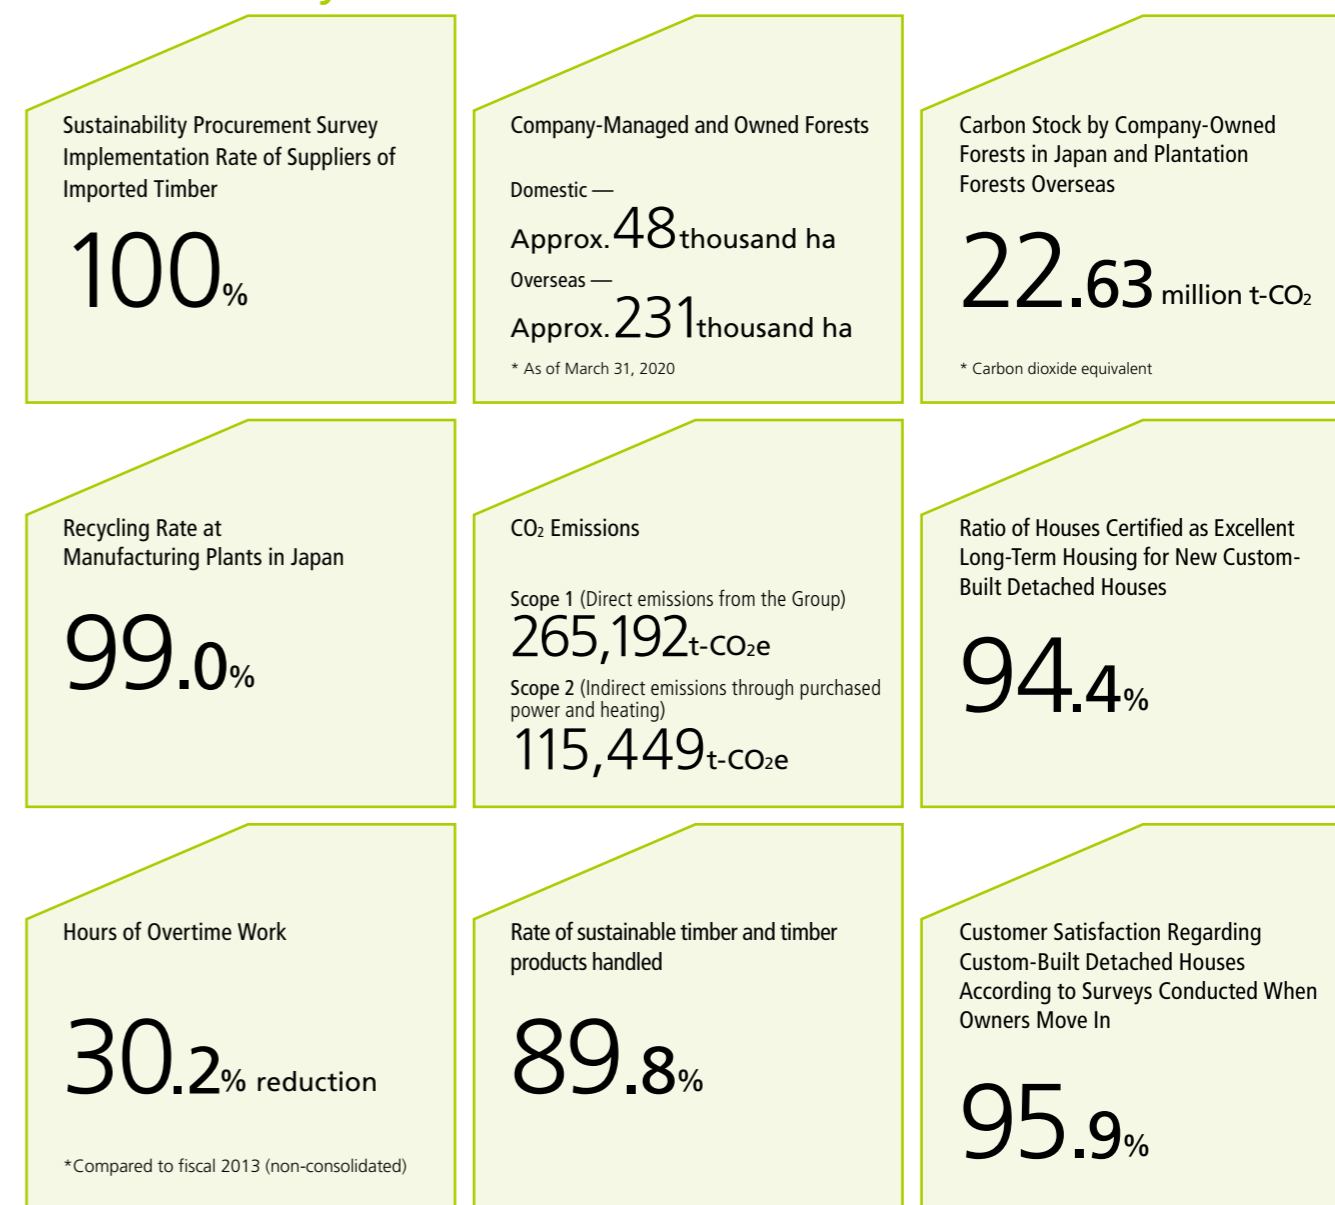 Sustainability Procurement Survey
Implementation Rate of Suppliers of
Imported Timber
100%
Company-Managed and Owned Forests
Domestic —
Approx. 48 thousand ha
Overseas —
Approx. 231 thousand ha
* As of March 31, 2020
Carbon Stock by Company-Owned
Forests in Japan and Plantation
Forests Overseas
22.63 million t-CO2
* Carbon dioxide equivalent
Recycling Rate at
Manufacturing Plants in Japan
99.0%
CO2 Emissions
Scope 1 (Direct emissions from the Group)
265,192t-CO2e
Scope 2 (Indirect emissions through purchased
power and heating)
115,449t-CO2e
Ratio of Houses Certified as Excellent
Long-Term Housing for New Custom-
Built Detached Houses
94.4%
Hours of Overtime Work
30.2% reduction
*Compared to fiscal 2013 (non-consolidated)
Rate of sustainable timber and timber
products handled
89.8%
Customer Satisfaction Regarding
Custom-Built Detached Houses
According to Surveys Conducted When
Owners Move In
95.9%